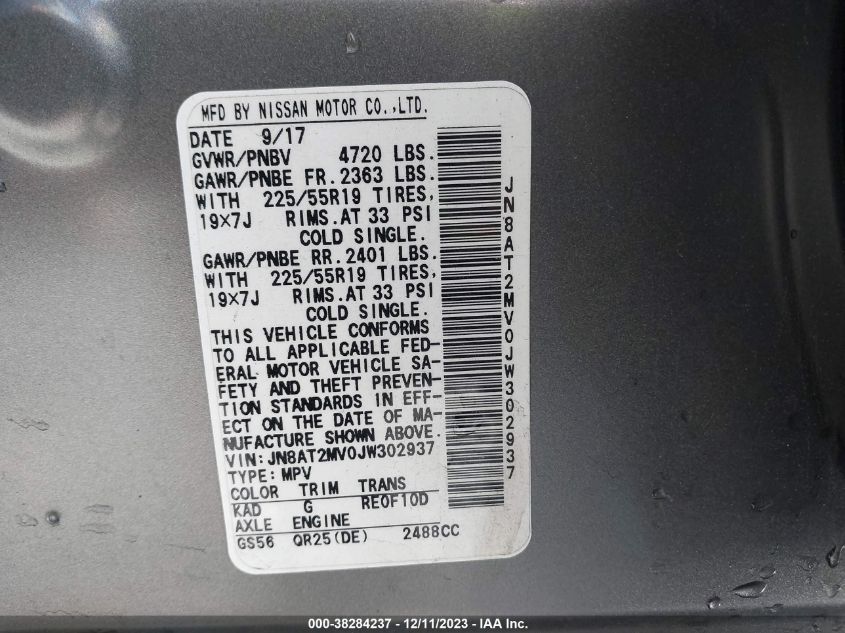 MFD BY NISSAN MOTOR CO.,LTD.
DATE 9/17
GVWR/PNBV 4720 LBS.
GAWR/PNBE FR. 2363 LBS.
WITH 225/55R19 TIRES,
19×7J RIMS. AT 33 PSI
COLD SINGLE.
GAWR/PNBE RR. 2401 LBS.
WITH 225/55R19 TIRES,
19×7J RIMS. AT 33 PSI
COLD SINGLE.
THIS VEHICLE CONFORMS
TO ALL APPLICABLE FED-
ERAL MOTOR VEHICLE SA-
FETY AND THEFT PREVEN-
TION STANDARDS IN EFF-
ECT ON THE DATE OF MA-
NUFACTURE SHOWN ABOVE.
VIN: JN8AT2MV0JW302937
TYPE: MPV
COLOR TRIM TRANS
KAD G RE0F10D
AXLE ENGINE
GS56 QR25(DE) 2488CC
JN8AT2MV0JW302937
000-38284237 - 12/11/2023 - IAA Inc.